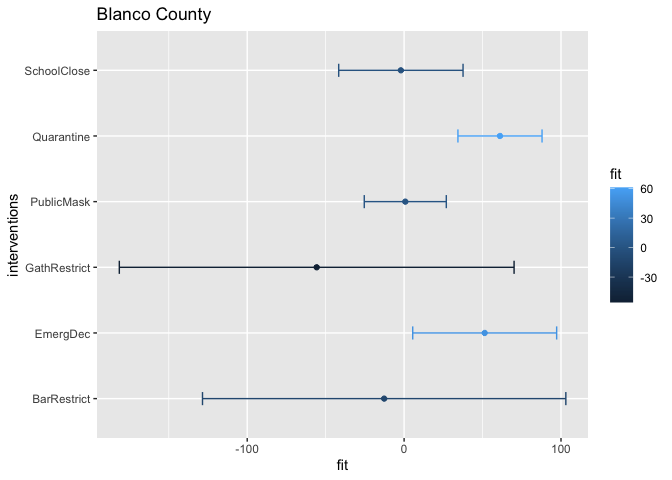 Blanco County
interventions
SchoolClose
Quarantine
PublicMask
GathRestrict
EmergDec
BarRestrict
-100
0
100
fit
fit
60
30
0
-30